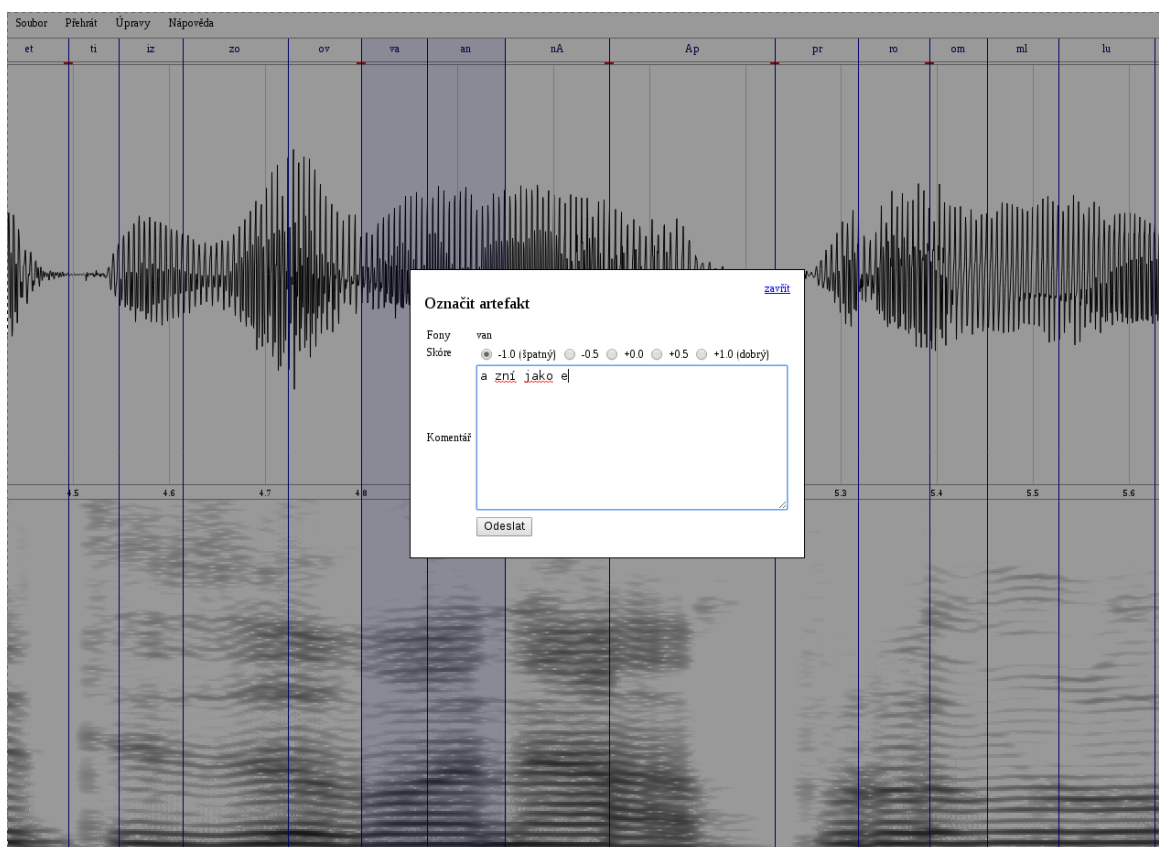 Soubor Přehrát Úpravy Nápověda
et ti iz zo ov va an nA Ap pr ro om ml lu
zavřít
Označit artefakt
Fony van
Skóre -1.0 (špatný) -0.5 +0.0 +0.5 +1.0 (dobrý)
a zní jako e
Komentář
4.5 4.6 4.7 4.8 5.3 5.4 5.5 5.6
Odeslat